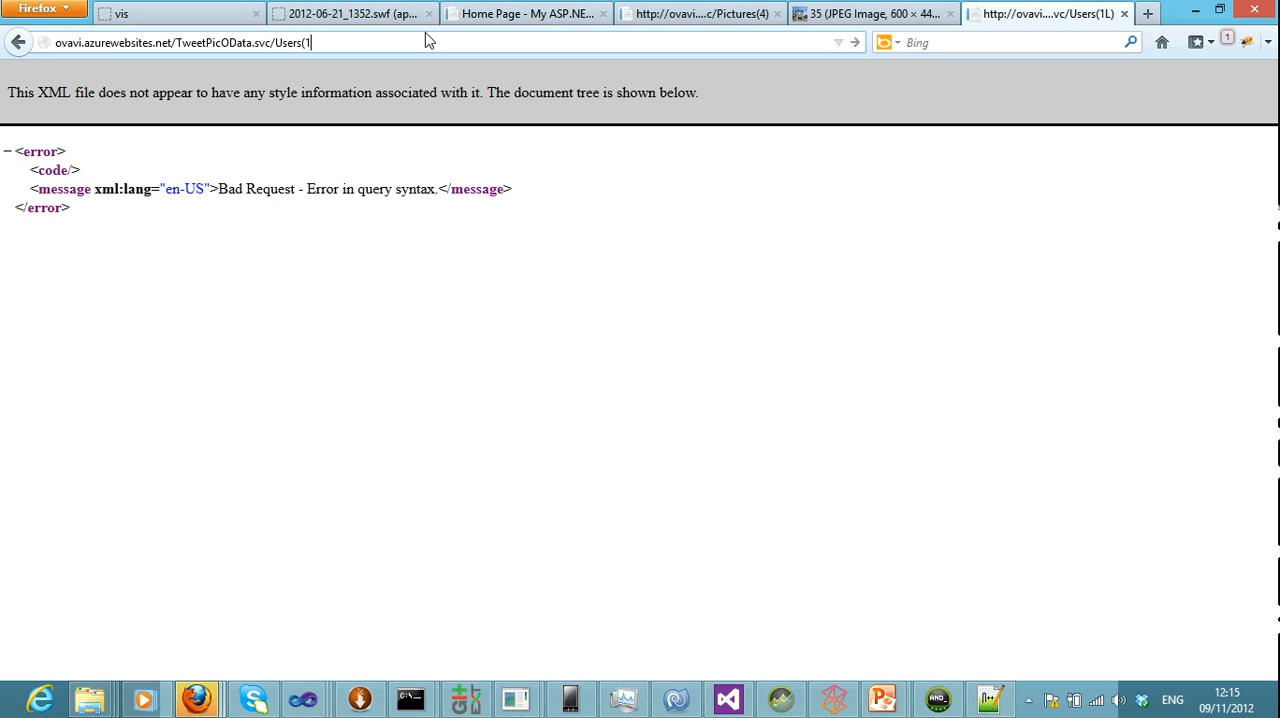 Firefox
vis
2012-06-21_1352.swf (ap...
Home Page - My ASP.NE...
http://ovavi....c/Pictures(4)
35 (JPEG Image, 600 × 44...
http://ovavi....vc/Users(1L)
ovavi.azurewebsites.net/TweetPicOData.svc/Users(1
Bing
1
This XML file does not appear to have any style information associated with it. The document tree is shown below.
<error>
<code/>
<message xml:lang="en-US">Bad Request - Error in query syntax.</message>
</error>
ENG
12:15
09/11/2012